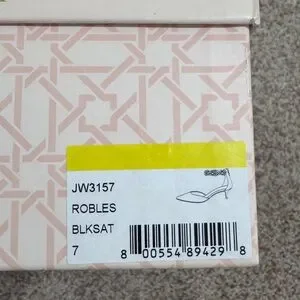 JW3157
ROBLES
BLKSAT
7
8 00554 89429 8